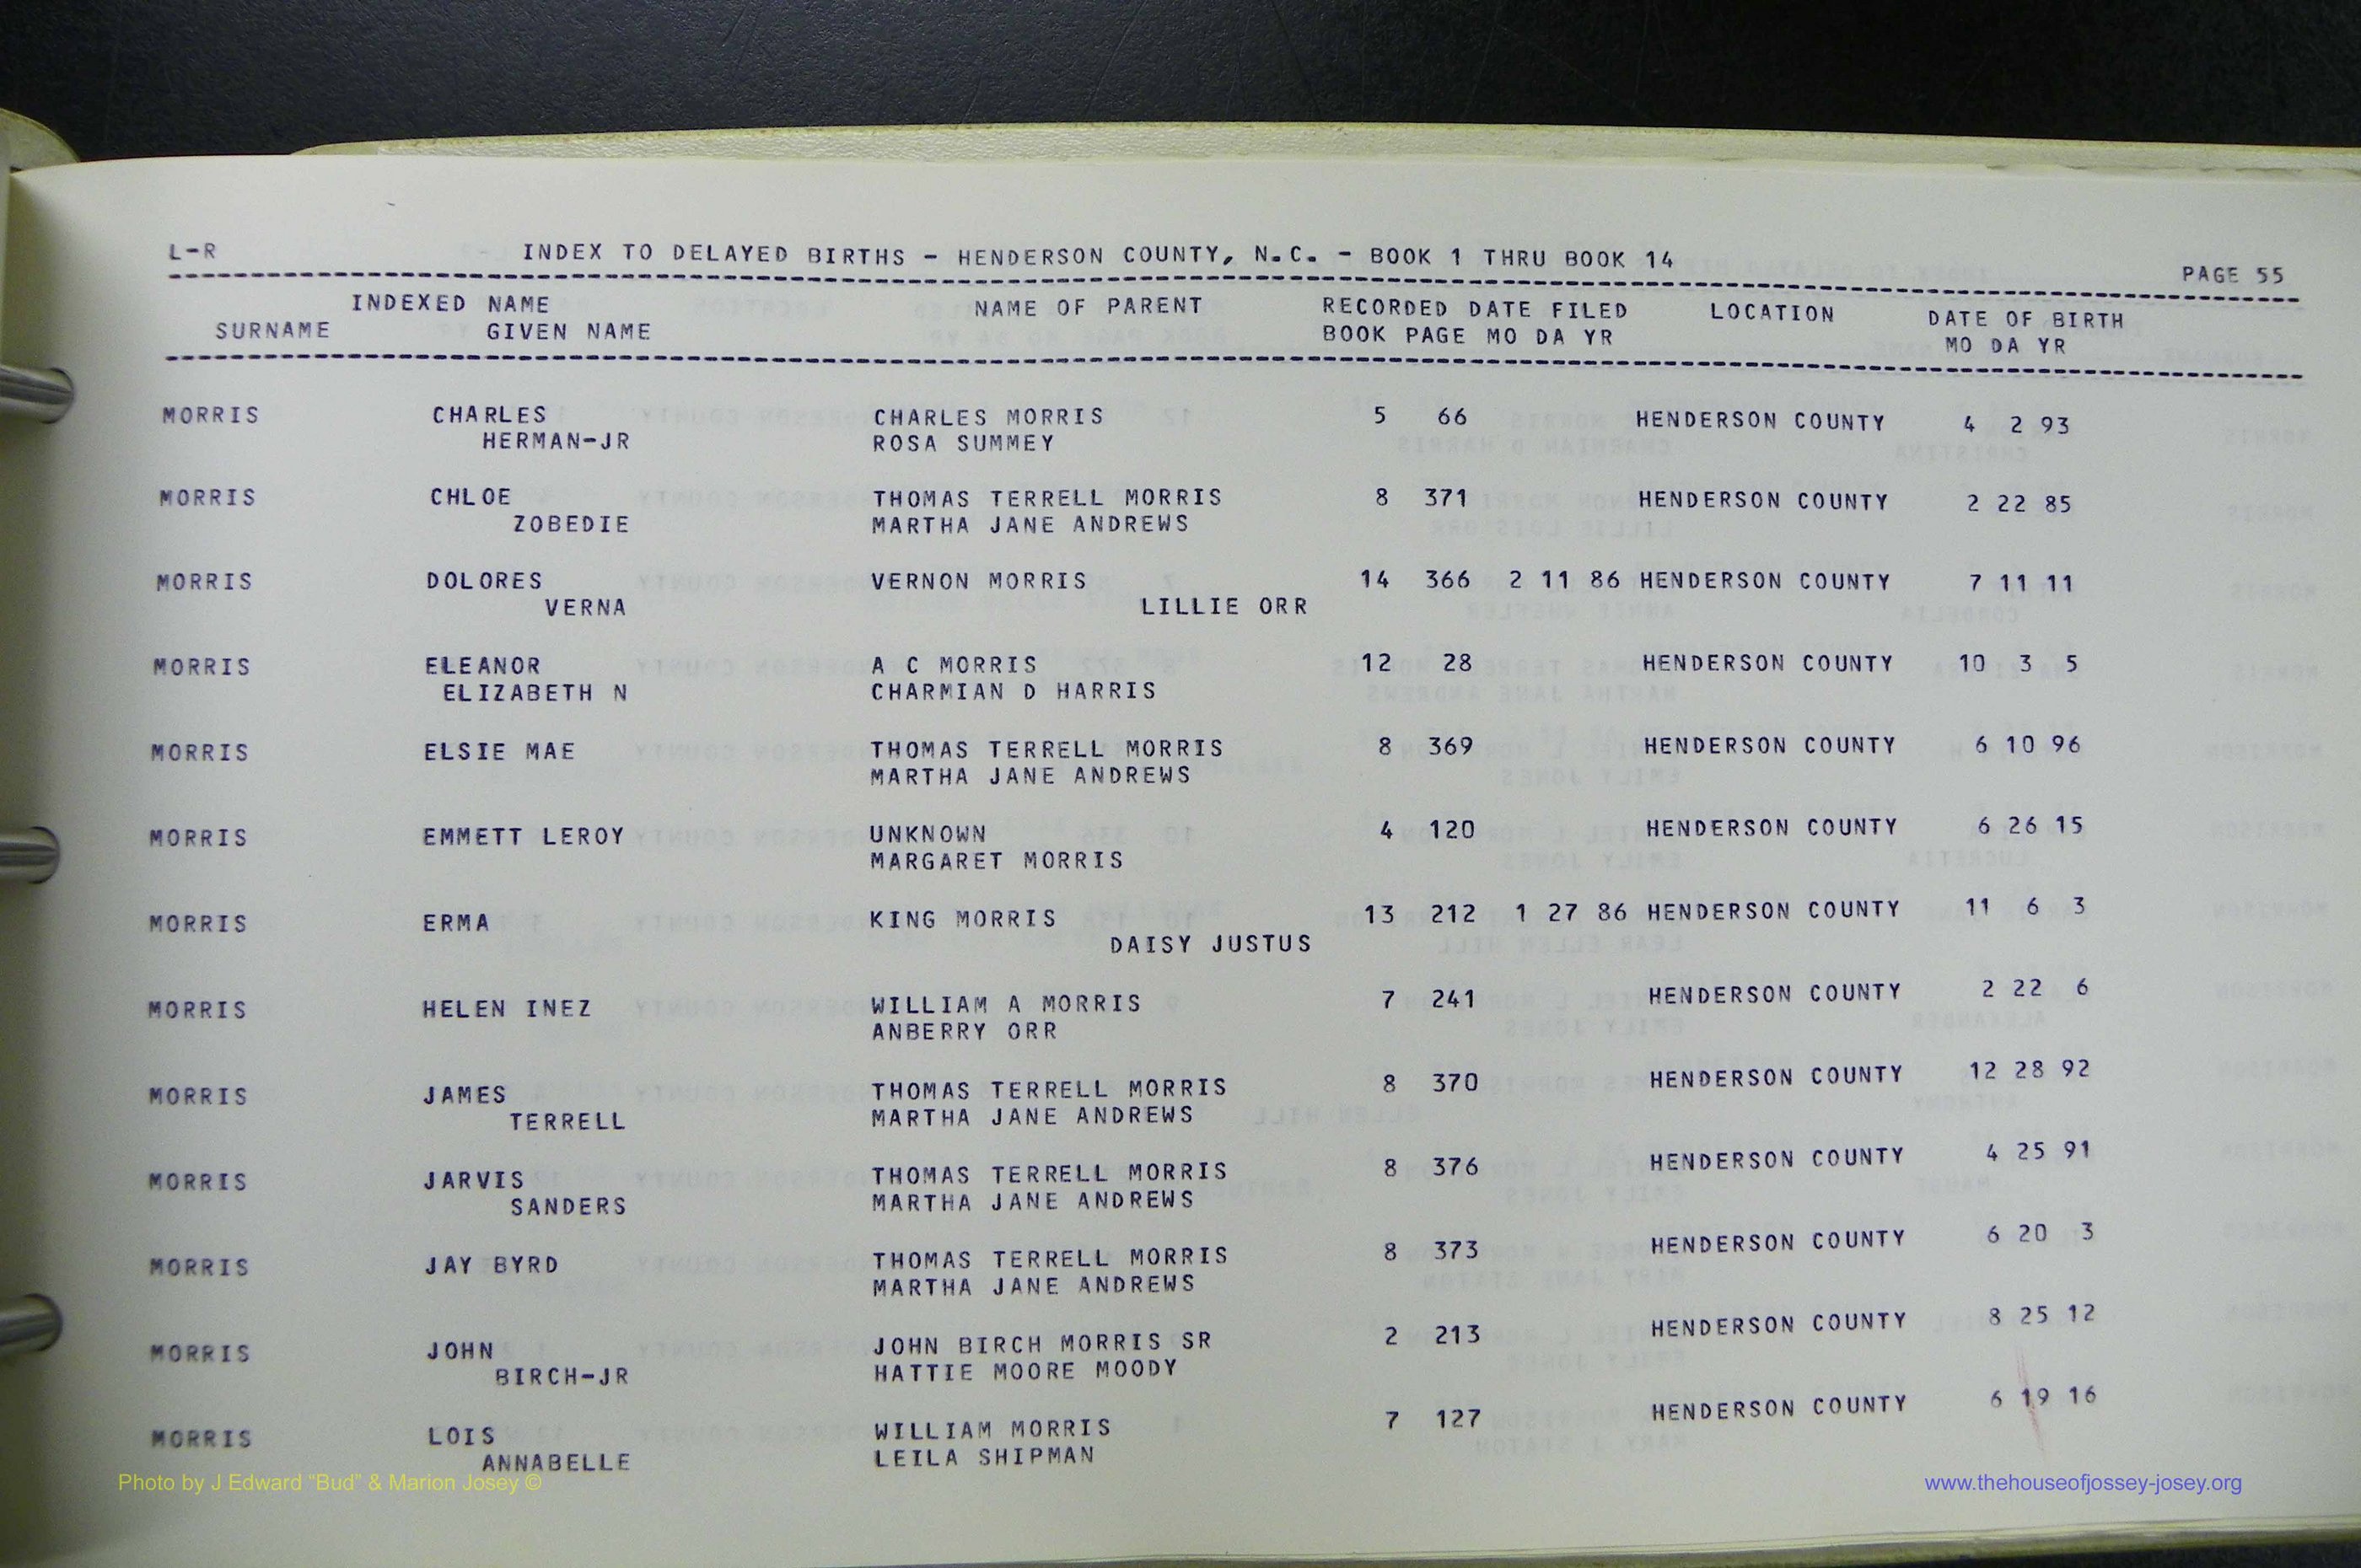 L-R INDEX TO DELAYED BIRTHS - HENDERSON COUNTY, N.C. - BOOK 1 THRU BOOK 14 PAGE 55
INDEXED NAME NAME OF PARENT RECORDED DATE FILED LOCATION DATE OF BIRTH
SURNAME GIVEN NAME BOOK PAGE MO DA YR MO DA YR
MORRIS CHARLES CHARLES MORRIS 5 66 HENDERSON COUNTY 4 2 93
HERMAN-JR ROSA SUMMEY
MORRIS CHLOE THOMAS TERRELL MORRIS 8 371 HENDERSON COUNTY 2 22 85
ZOBEDIE MARTHA JANE ANDREWS
MORRIS DOLORES VERNON MORRIS 14 366 2 11 86 HENDERSON COUNTY 7 11 11
VERNA LILLIE ORR
MORRIS ELEANOR A C MORRIS 12 28 HENDERSON COUNTY 10 3 5
ELIZABETH N CHARMIAN D HARRIS
MORRIS ELSIE MAE THOMAS TERRELL MORRIS 8 369 HENDERSON COUNTY 6 10 96
MARTHA JANE ANDREWS
MORRIS EMMETT LEROY UNKNOWN 4 120 HENDERSON COUNTY 6 26 15
MARGARET MORRIS
MORRIS ERMA KING MORRIS 13 212 1 27 86 HENDERSON COUNTY 11 6 3
DAISY JUSTUS
MORRIS HELEN INEZ WILLIAM A MORRIS 7 241 HENDERSON COUNTY 2 22 6
ANBERRY ORR
MORRIS JAMES THOMAS TERRELL MORRIS 8 370 HENDERSON COUNTY 12 28 92
TERRELL MARTHA JANE ANDREWS
MORRIS JARVIS THOMAS TERRELL MORRIS 8 376 HENDERSON COUNTY 4 25 91
SANDERS MARTHA JANE ANDREWS
MORRIS JAY BYRD THOMAS TERRELL MORRIS 8 373 HENDERSON COUNTY 6 20 3
MARTHA JANE ANDREWS
MORRIS JOHN JOHN BIRCH MORRIS SR 2 213 HENDERSON COUNTY 8 25 12
BIRCH-JR HATTIE MOORE MOODY
MORRIS LOIS WILLIAM MORRIS 7 127 HENDERSON COUNTY 6 19 16
ANNABELLE LEILA SHIPMAN
Photo by J Edward "Bud" & Marion Josey © www.thehouseofjossey-josey.org